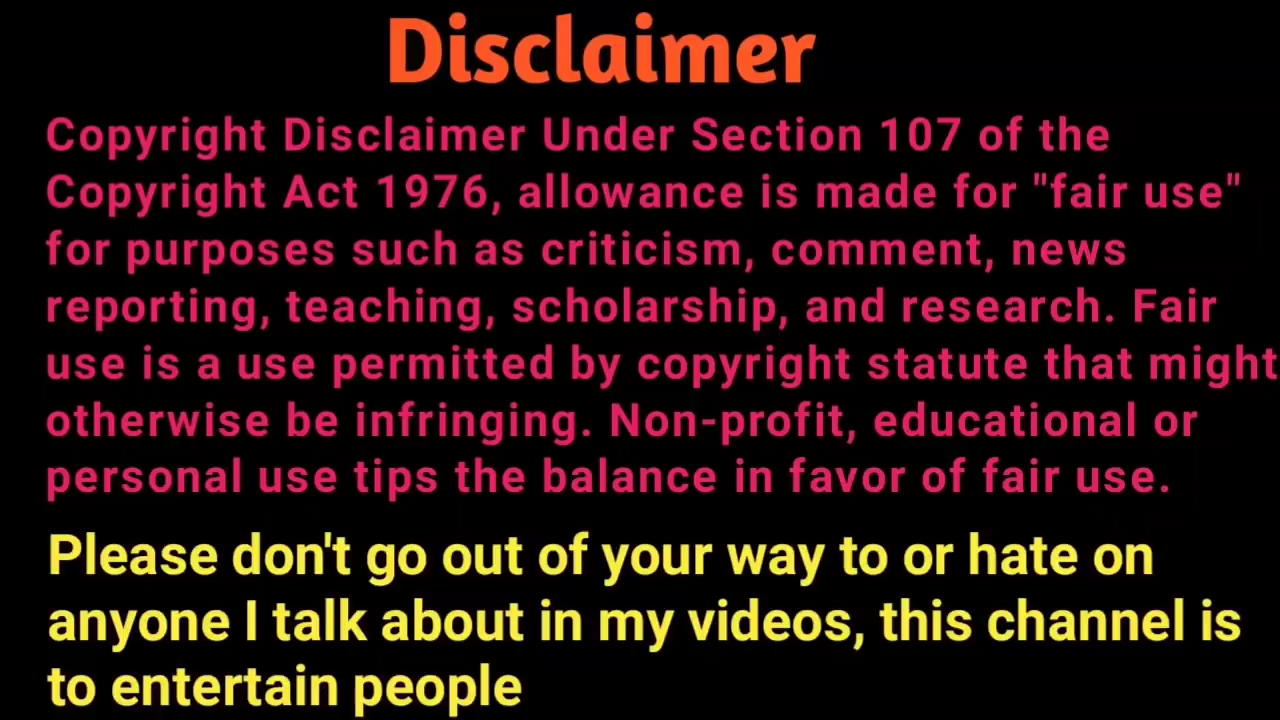 Disclaimer
Copyright Disclaimer Under Section 107 of the
Copyright Act 1976, allowance is made for "fair use"
for purposes such as criticism, comment, news
reporting, teaching, scholarship, and research. Fair
use is a use permitted by copyright statute that might
otherwise be infringing. Non-profit, educational or
personal use tips the balance in favor of fair use.
Please don't go out of your way to or hate on
anyone I talk about in my videos, this channel is
to entertain people